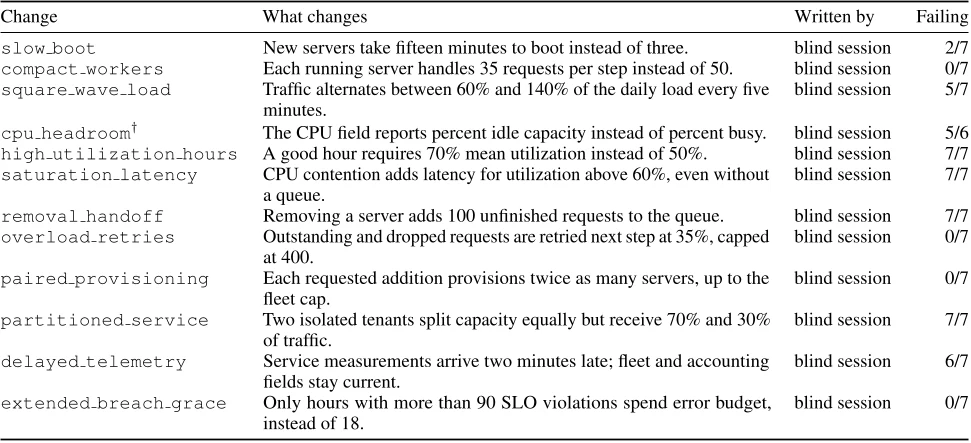 Change What changes Written by Failing
slow_boot New servers take fifteen minutes to boot instead of three. blind session 2/7
compact_workers Each running server handles 35 requests per step instead of 50. blind session 0/7
square_wave_load Traffic alternates between 60% and 140% of the daily load every five blind session 5/7
minutes.
cpu_headroom† The CPU field reports percent idle capacity instead of percent busy. blind session 5/6
high_utilization_hours A good hour requires 70% mean utilization instead of 50%. blind session 7/7
saturation_latency CPU contention adds latency for utilization above 60%, even without blind session 7/7
a queue.
removal_handoff Removing a server adds 100 unfinished requests to the queue. blind session 7/7
overload_retries Outstanding and dropped requests are retried next step at 35%, capped blind session 0/7
at 400.
paired_provisioning Each requested addition provisions twice as many servers, up to the blind session 0/7
fleet cap.
partitioned_service Two isolated tenants split capacity equally but receive 70% and 30% blind session 7/7
of traffic.
delayed_telemetry Service measurements arrive two minutes late; fleet and accounting blind session 6/7
fields stay current.
extended_breach_grace Only hours with more than 90 SLO violations spend error budget, blind session 0/7
instead of 18.